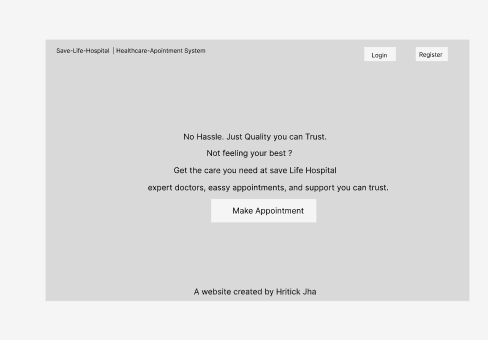 Save-Life-Hospital | Healthcare-Apointment System
Login
Register
No Hassle. Just Quality you can Trust.
Not feeling your best ?
Get the care you need at save Life Hospital
expert doctors, eassy appointments, and support you can trust.
Make Appointment
A website created by Hritick Jha